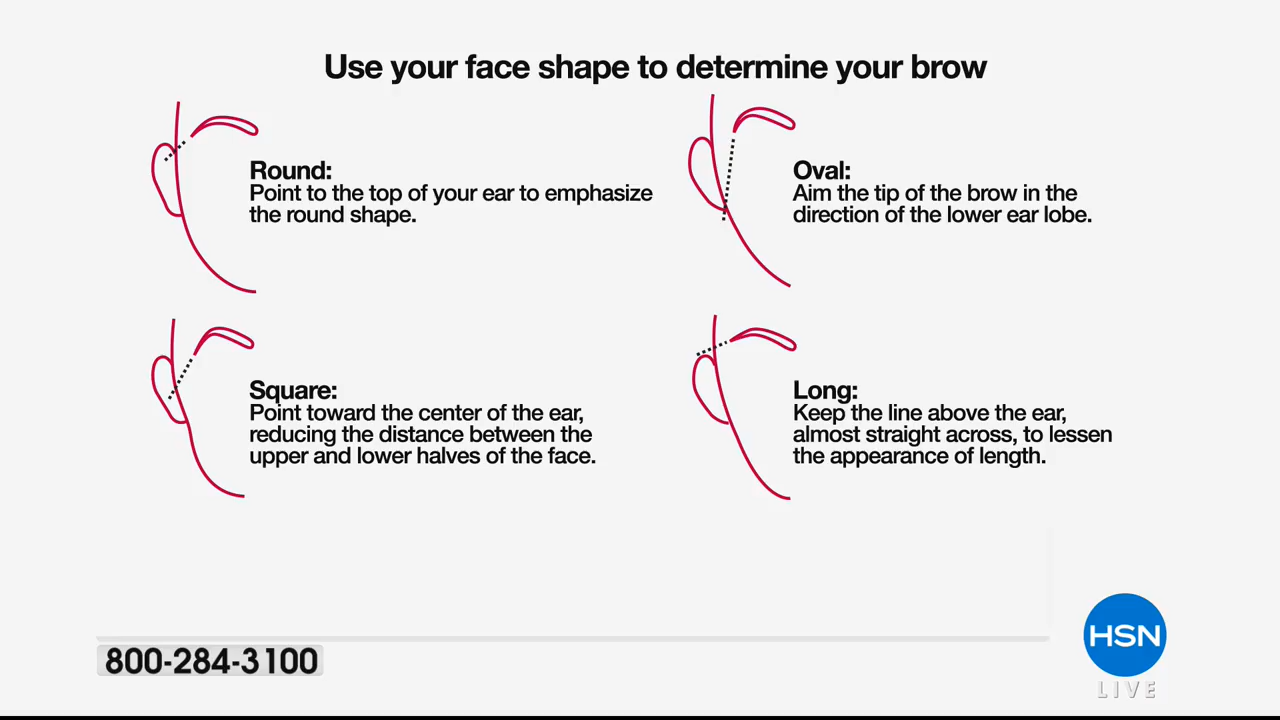 Use your face shape to determine your brow
Round:
Point to the top of your ear to emphasize
the round shape.
Oval:
Aim the tip of the brow in the
direction of the lower ear lobe.
Square:
Point toward the center of the ear,
reducing the distance between the
upper and lower halves of the face.
Long:
Keep the line above the ear,
almost straight across, to lessen
the appearance of length.
800-284-3100
HSN
LIVE